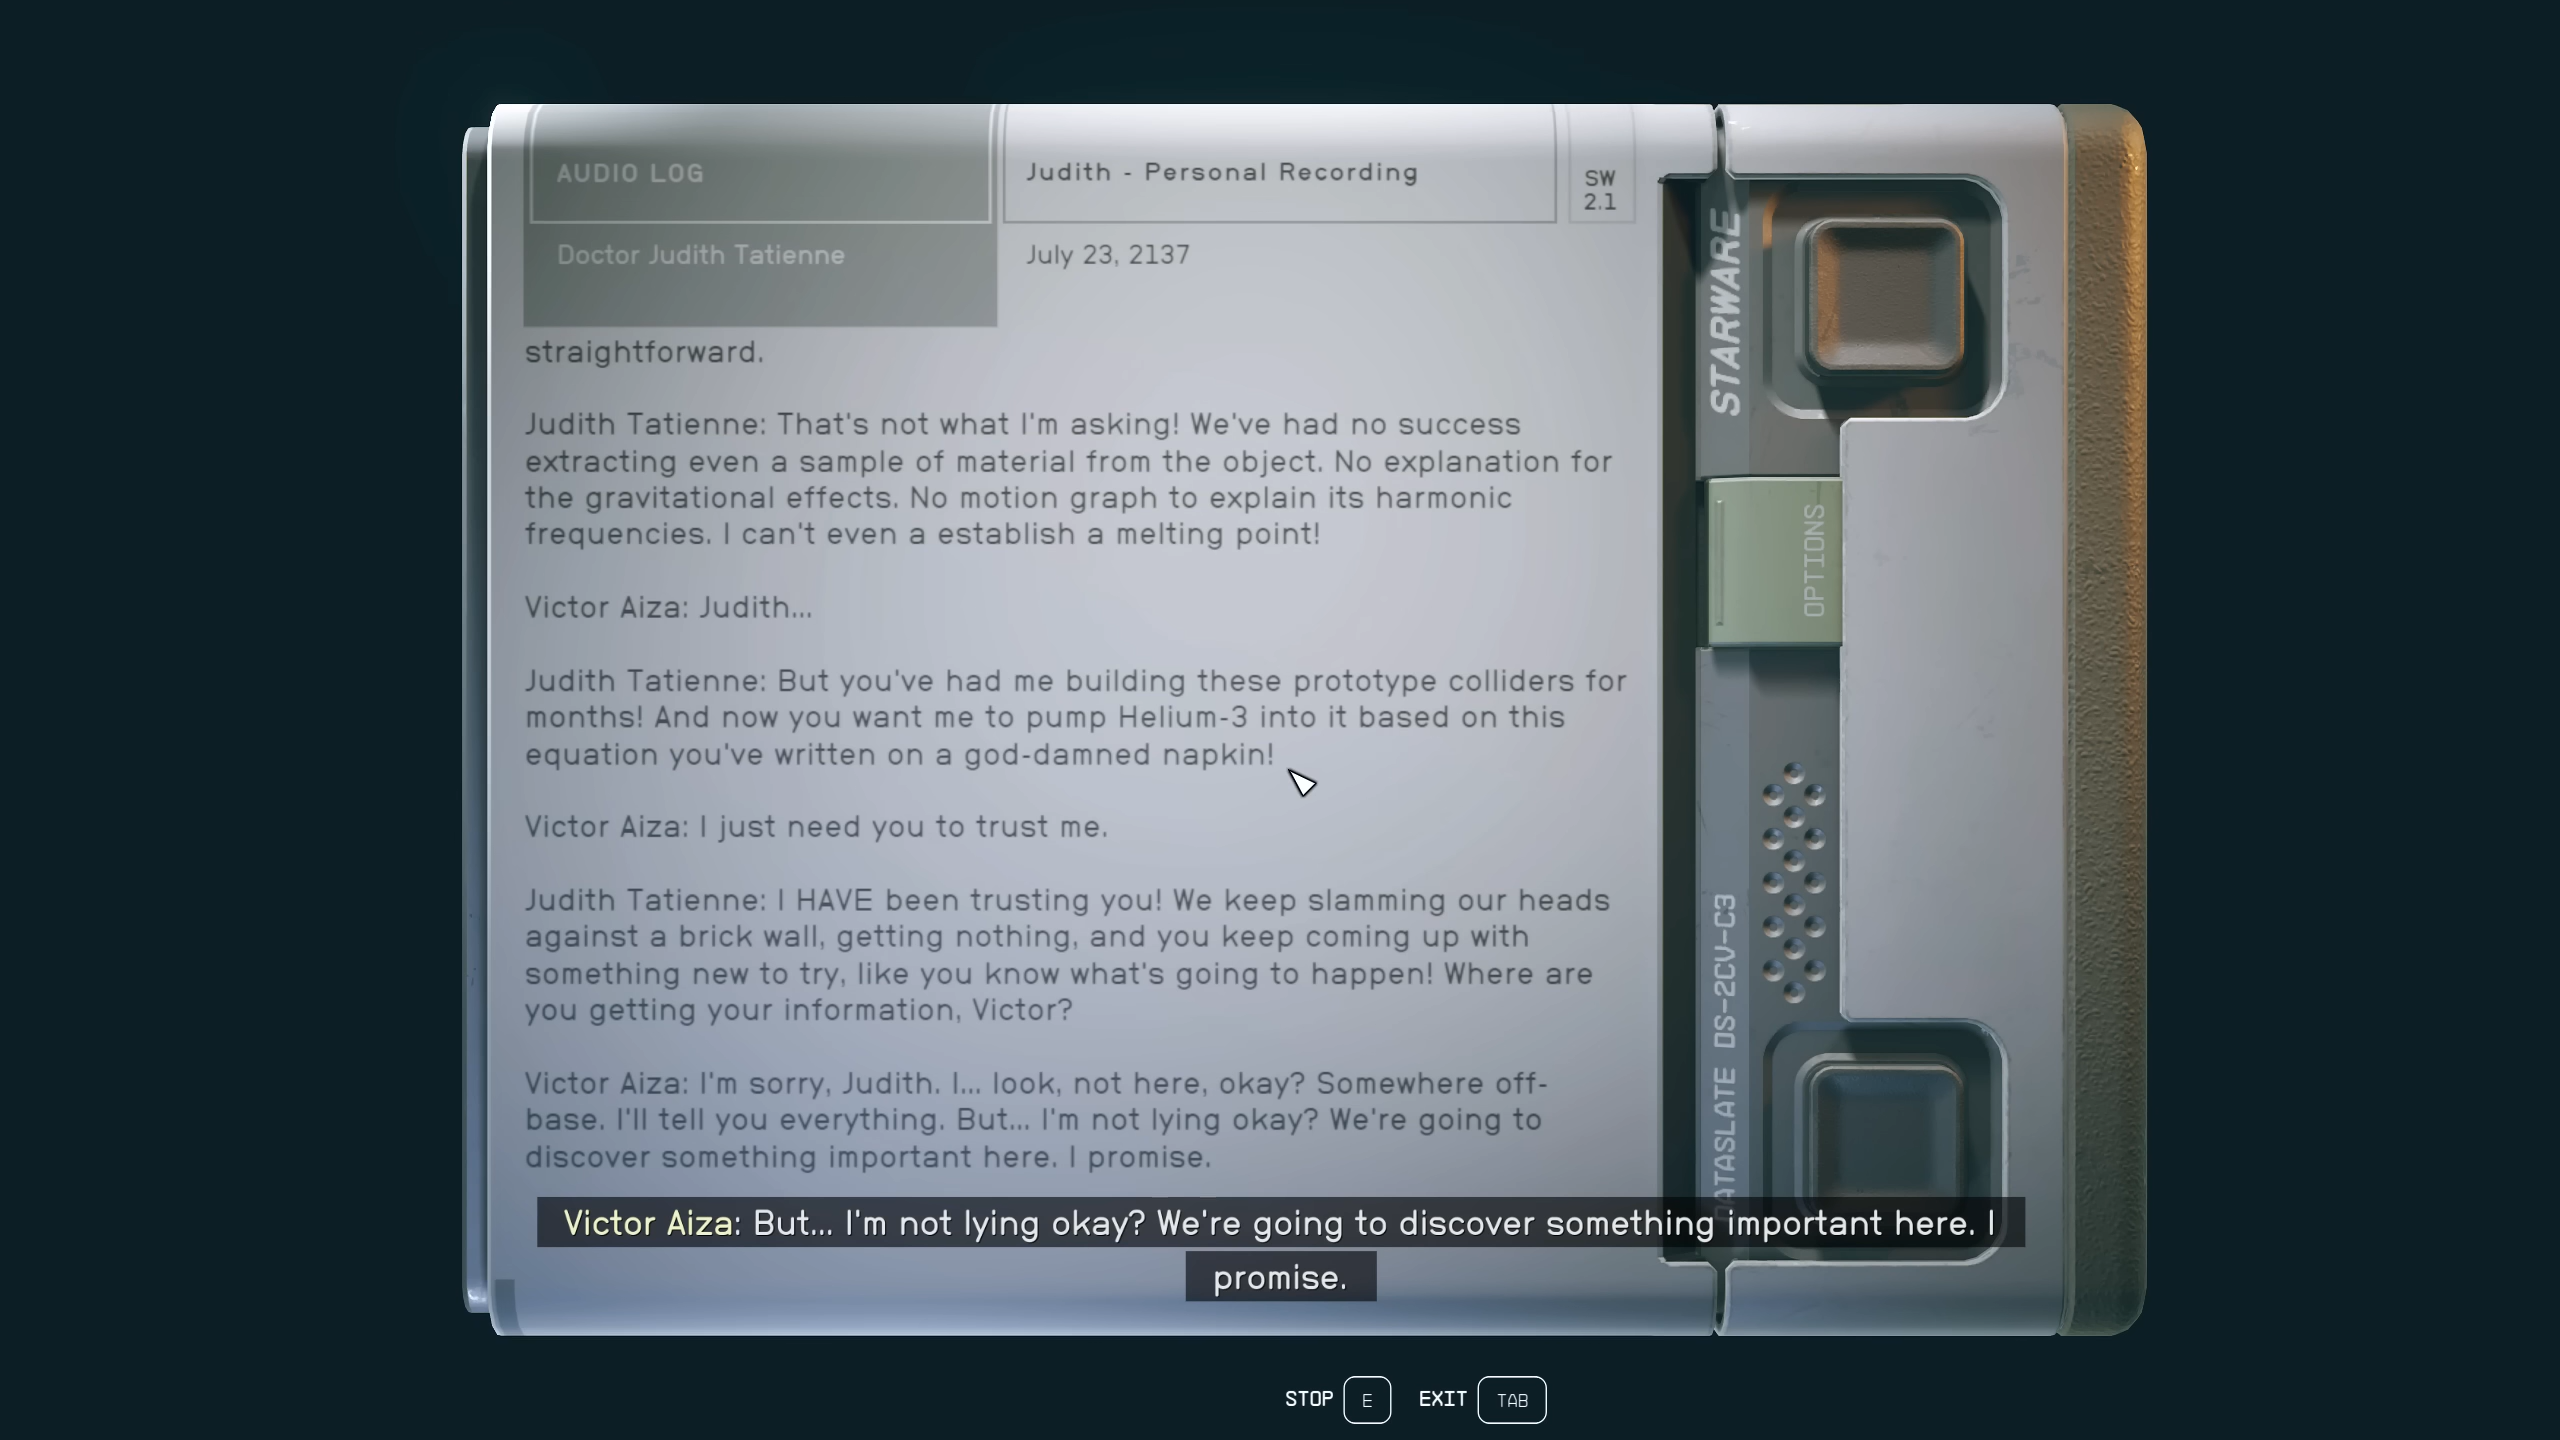 AUDIO LOG
Judith - Personal Recording
SW
2.1
Doctor Judith Tatienne
July 23, 2137
straightforward.
Judith Tatienne: That's not what I'm asking! We've had no success
extracting even a sample of material from the object. No explanation for
the gravitational effects. No motion graph to explain its harmonic
frequencies. I can't even a establish a melting point!
Victor Aiza: Judith...
Judith Tatienne: But you've had me building these prototype colliders for
months! And now you want me to pump Helium-3 into it based on this
equation you've written on a god-damned napkin!
Victor Aiza: I just need you to trust me.
Judith Tatienne: I HAVE been trusting you! We keep slamming our heads
against a brick wall, getting nothing, and you keep coming up with
something new to try, like you know what's going to happen! Where are
you getting your information, Victor?
Victor Aiza: I'm sorry, Judith. I... look, not here, okay? Somewhere off-
base. I'll tell you everything. But... I'm not lying okay? We're going to
discover something important here. I promise.
Victor Aiza: But... I'm not lying okay? We're going to discover something important here. I
promise.
STARWARE
OPTIONS
DATASLATE DS-2CV-C3
STOP E EXIT TAB